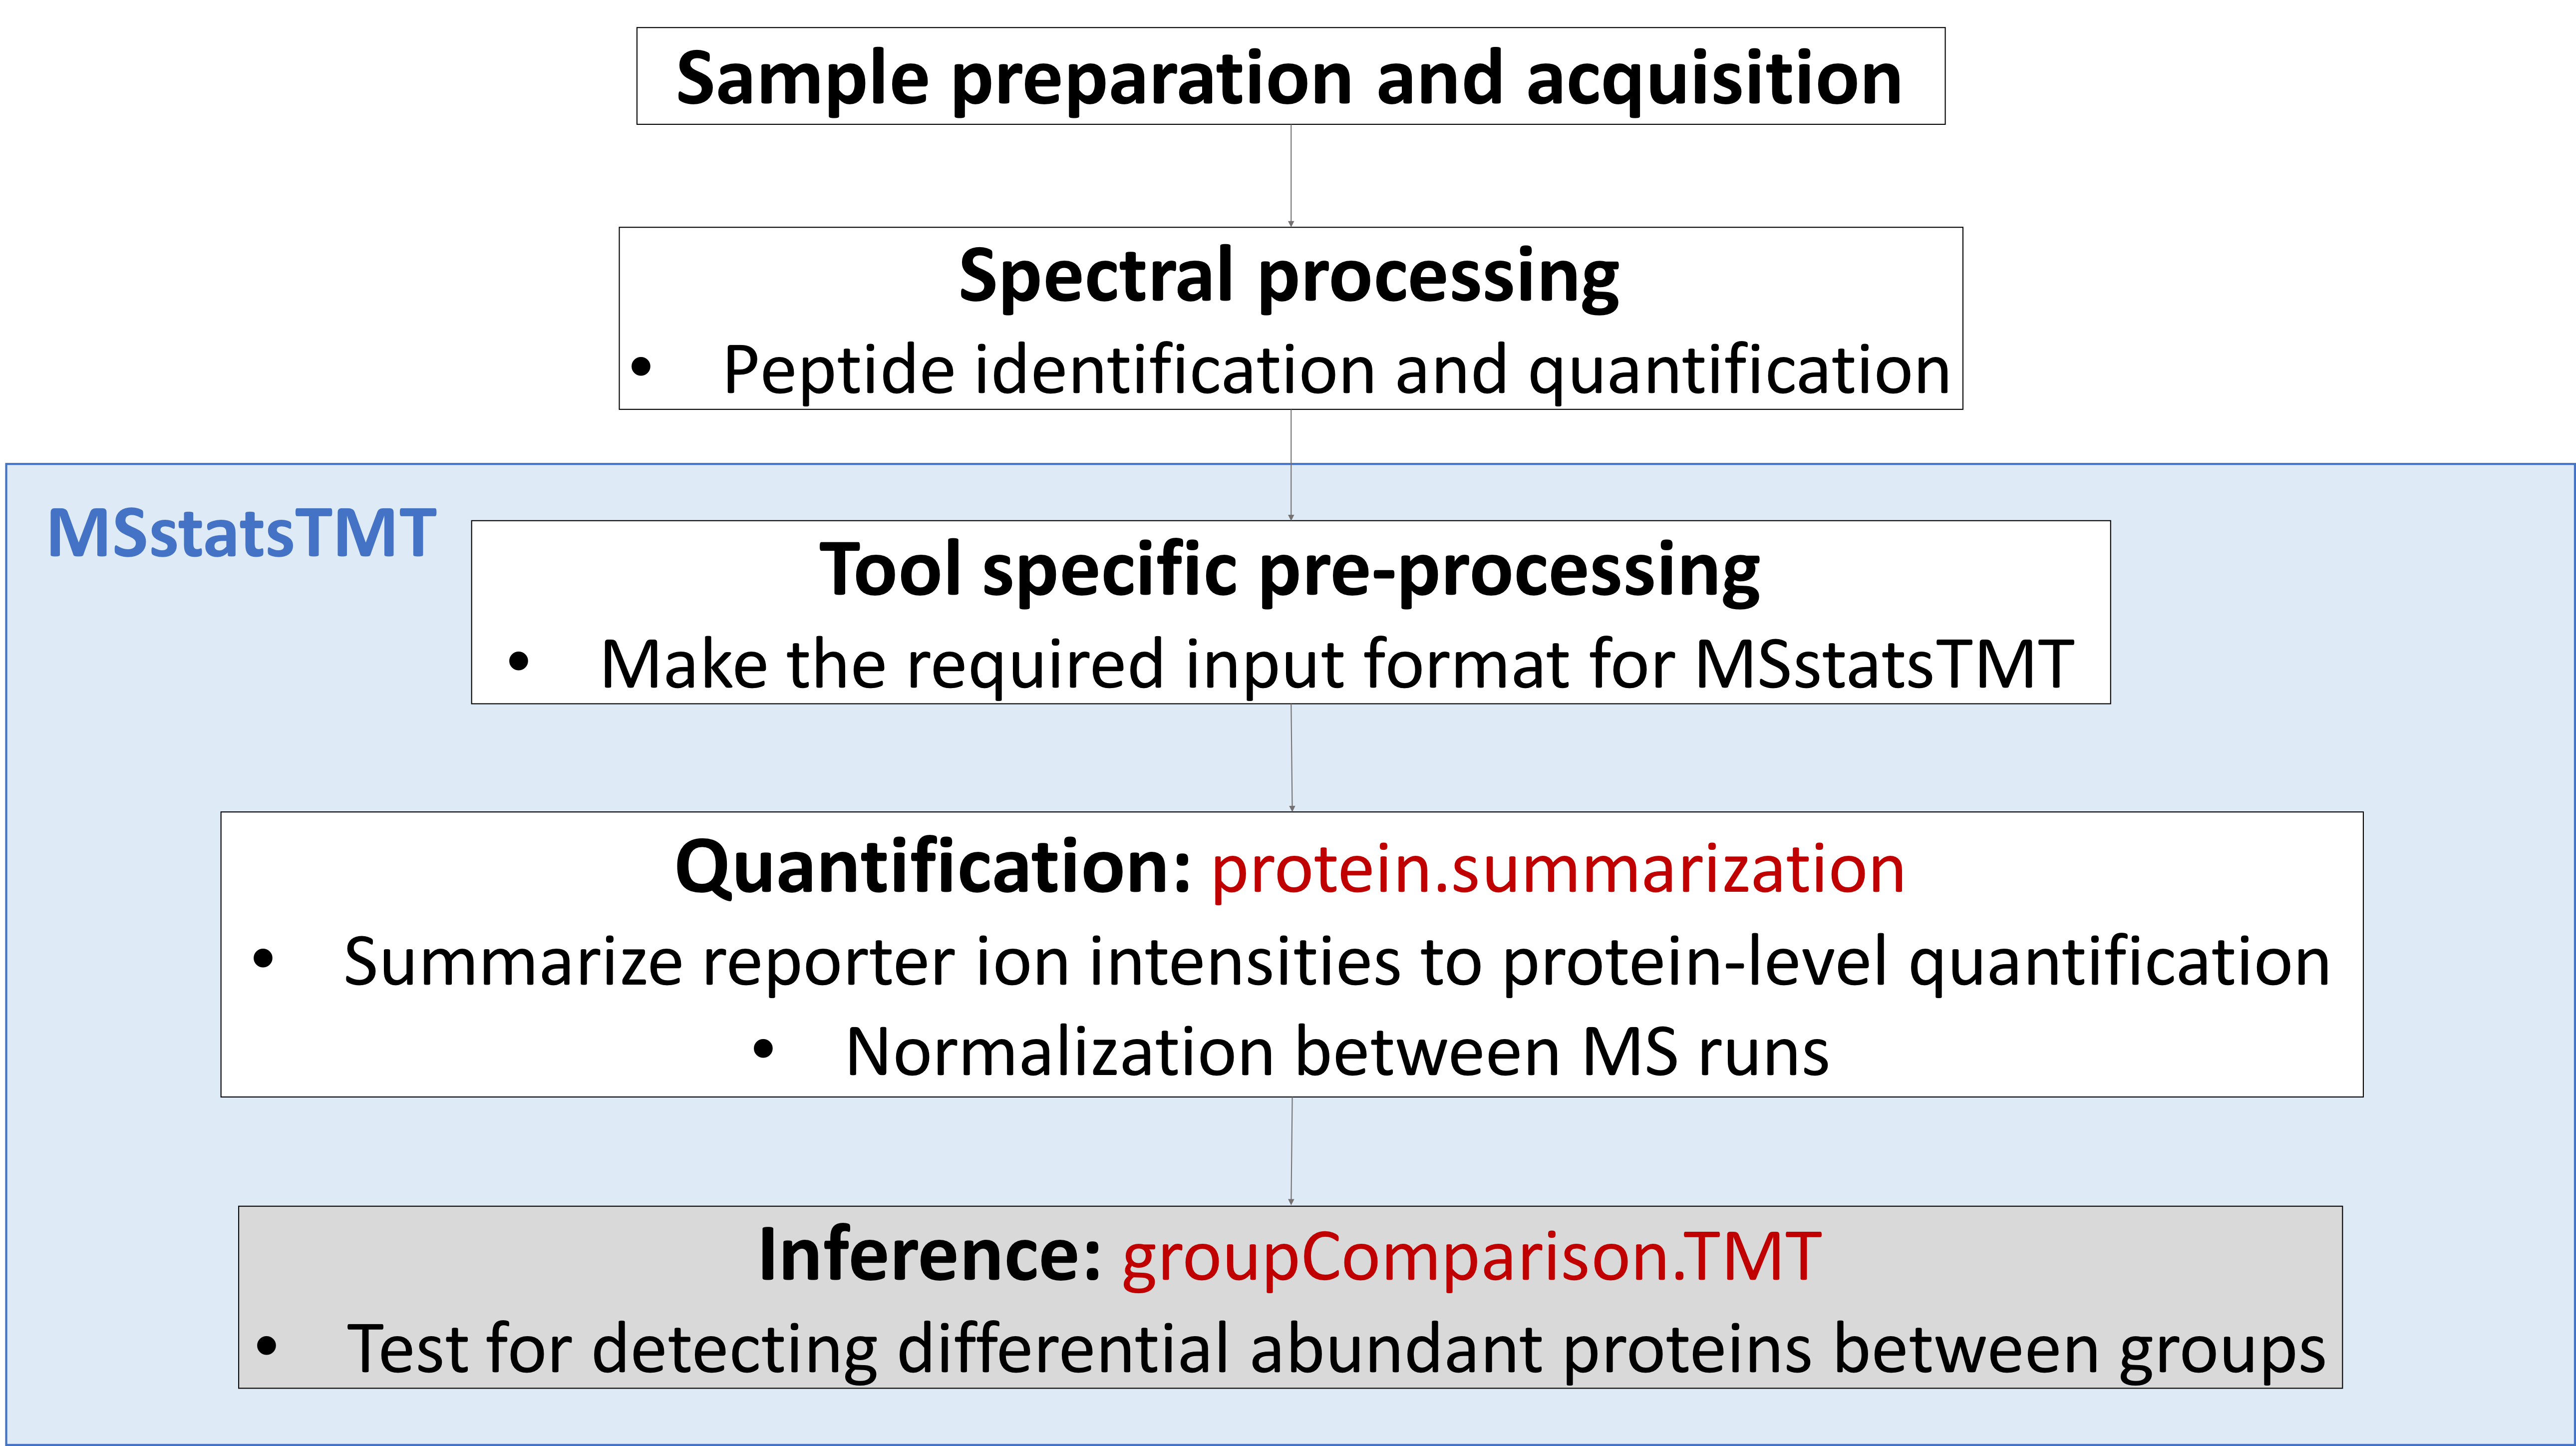 Sample preparation and acquisition
Spectral processing
• Peptide identification and quantification
MSstatsTMT
Tool specific pre-processing
• Make the required input format for MSstatsTMT
Quantification: protein.summarization
• Summarize reporter ion intensities to protein-level quantification
• Normalization between MS runs
Inference: groupComparison.TMT
• Test for detecting differential abundant proteins between groups